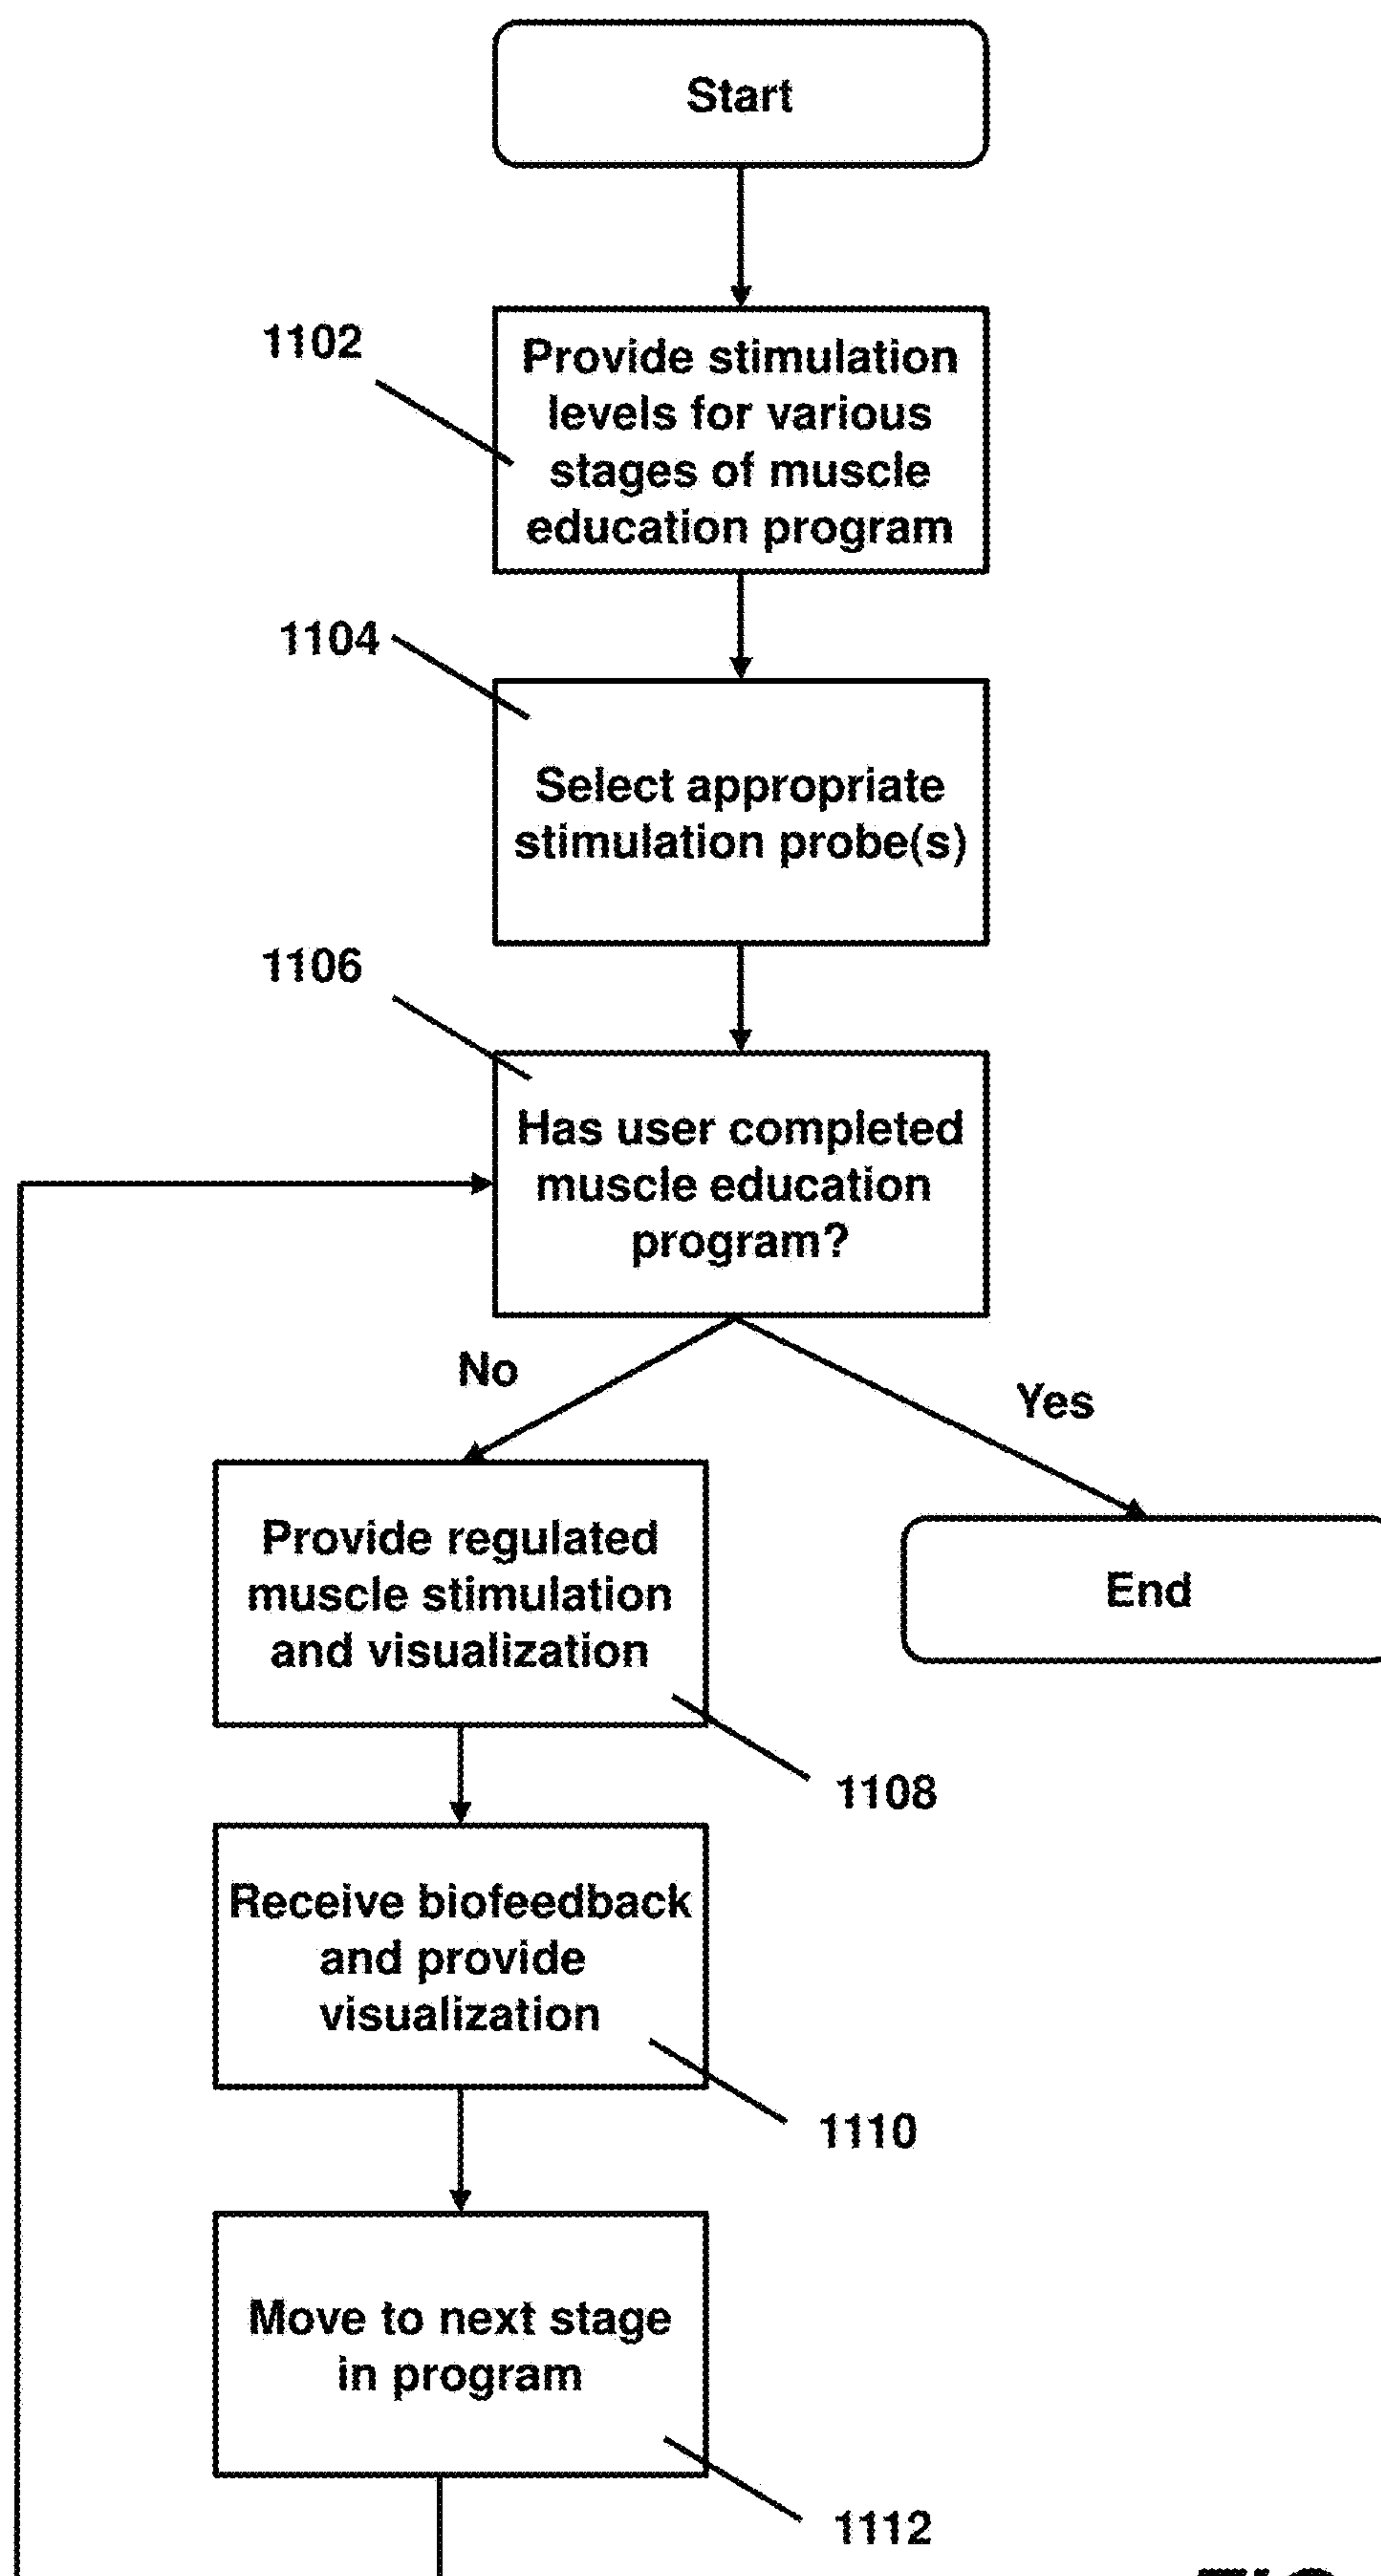 Start
1102
Provide stimulation
levels for various
stages of muscle
education program
1104
Select appropriate
stimulation probe(s)
1106
Has user completed
muscle education
program?
No
Yes
Provide regulated
muscle stimulation
and visualization
End
1108
Receive biofeedback
and provide
visualization
1110
Move to next stage
in program
1112